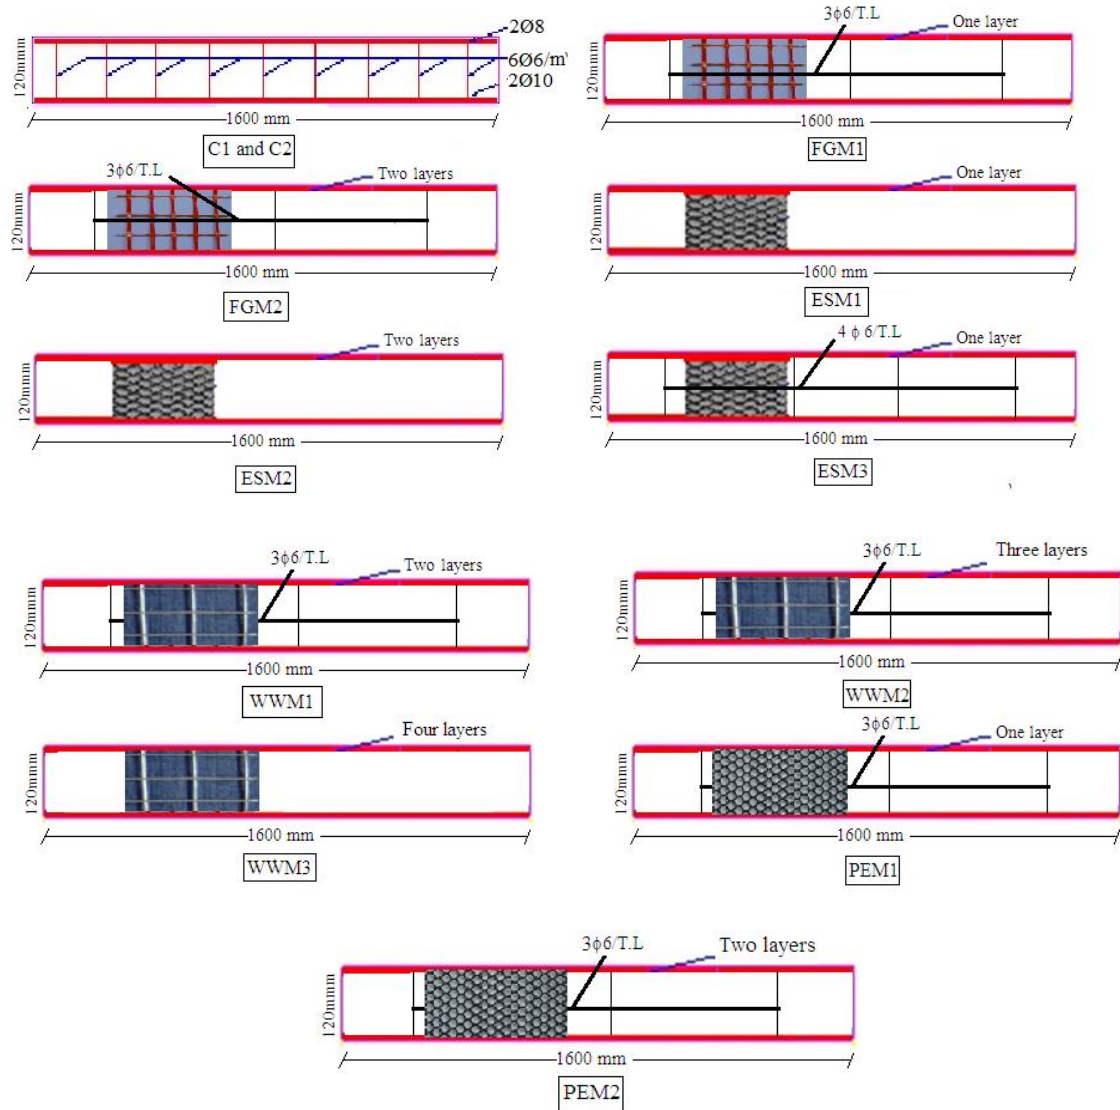 2Ø8
6Ø6/m'
2Ø10
120mmm
1600 mm
C1 and C2
3ϕ6/T.L
One layer
120mmm
1600 mm
FGM1
3ϕ6/T.L
Two layers
120mmm
1600 mm
FGM2
One layer
120mmm
1600 mm
ESM1
Two layers
120mmm
1600 mm
ESM2
4 ϕ 6/T.L
One layer
120mmm
1600 mm
ESM3
3ϕ6/T.L
Two layers
120mmm
1600 mm
WWM1
3ϕ6/T.L
Three layers
120mmm
1600 mm
WWM2
Four layers
120mmm
1600 mm
WWM3
3ϕ6/T.L
One layer
120mmm
1600 mm
PEM1
3ϕ6/T.L
Two layers
120mmm
1600 mm
PEM2